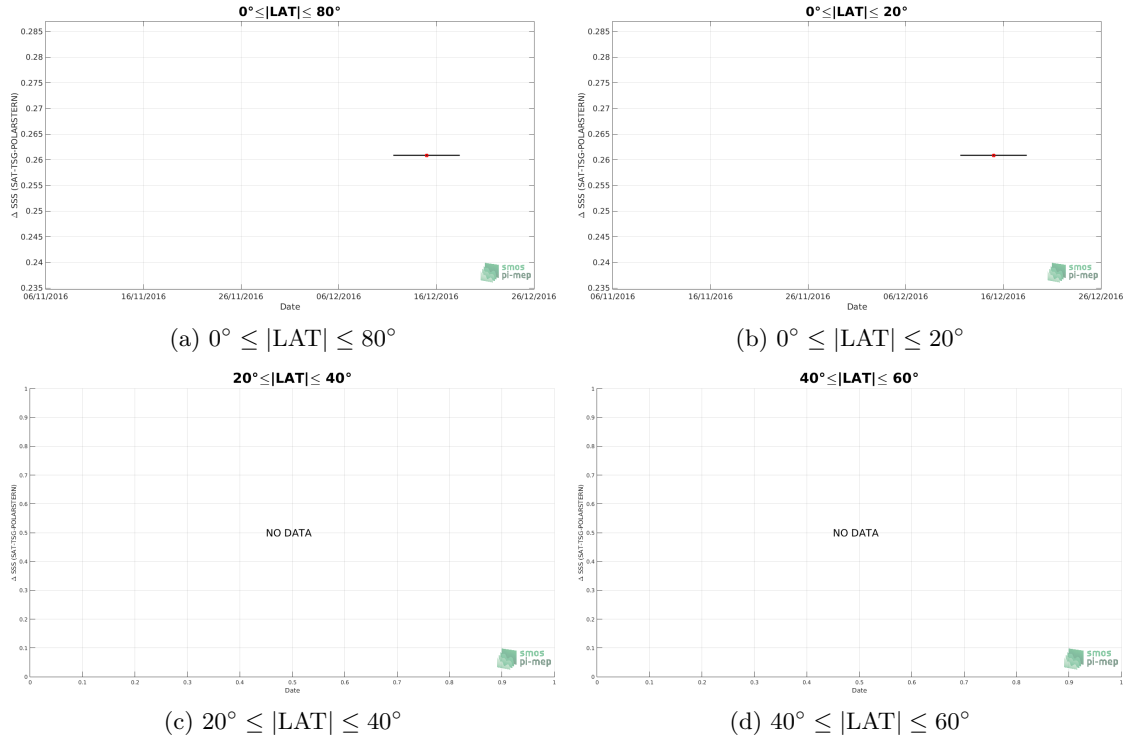 0°≤|LAT|≤ 80°
Δ SSS (SAT-TSG-POLARSTERN)
0.285
0.28
0.275
0.27
0.265
0.26
0.255
0.25
0.245
0.24
0.235
06/11/2016 16/11/2016 26/11/2016 06/12/2016 16/12/2016 26/12/2016
Date
smos
pi-mep
(a) 0° ≤ |LAT| ≤ 80°
0°≤|LAT|≤ 20°
Δ SSS (SAT-TSG-POLARSTERN)
0.285
0.28
0.275
0.27
0.265
0.26
0.255
0.25
0.245
0.24
0.235
06/11/2016 16/11/2016 26/11/2016 06/12/2016 16/12/2016 26/12/2016
Date
smos
pi-mep
(b) 0° ≤ |LAT| ≤ 20°
20°≤|LAT|≤ 40°
Δ SSS (SAT-TSG-POLARSTERN)
1
0.9
0.8
0.7
0.6
0.5
0.4
0.3
0.2
0.1
0
NO DATA
0 0.1 0.2 0.3 0.4 0.5 0.6 0.7 0.8 0.9 1
Date
smos
pi-mep
(c) 20° ≤ |LAT| ≤ 40°
40°≤|LAT|≤ 60°
Δ SSS (SAT-TSG-POLARSTERN)
1
0.9
0.8
0.7
0.6
0.5
0.4
0.3
0.2
0.1
0
NO DATA
0 0.1 0.2 0.3 0.4 0.5 0.6 0.7 0.8 0.9 1
Date
smos
pi-mep
(d) 40° ≤ |LAT| ≤ 60°